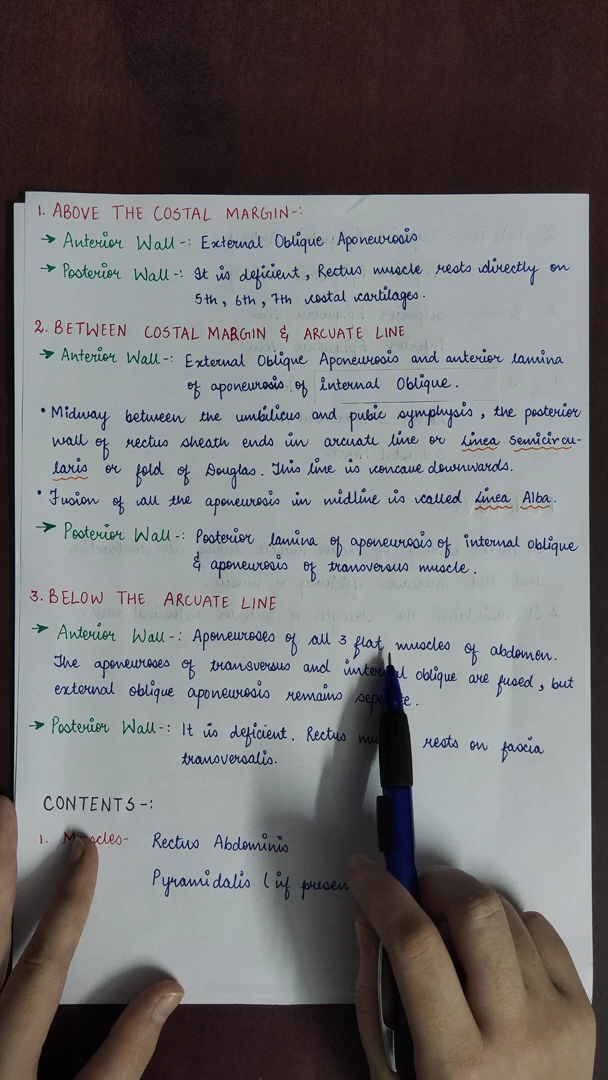 1. ABOVE THE COSTAL MARGIN-:
→ Anterior Wall-: External Oblique Aponeurosis
→ Posterior Wall-: It is deficient, Rectus muscle rests directly on
5th, 6th, 7th costal cartilages.
2. BETWEEN COSTAL MARGIN & ARCUATE LINE
→ Anterior Wall-: External Oblique Aponeurosis and anterior lamina
of aponeurosis of internal Oblique.
• Midway between the umbilicus and pubic symphysis, the posterior
wall of rectus sheath ends in arcuate line or Linea Semicircu-
laris or fold of Douglas. This line is concave downwards.
• Fusion of all the aponeurosis in midline is called Linea Alba.
→ Posterior Wall-: Posterior lamina of aponeurosis of internal oblique
& aponeurosis of transversus muscle.
3. BELOW THE ARCUATE LINE
→ Anterior Wall-: Aponeuroses of all 3 flat muscles of abdomen.
The aponeuroses of transversus and internal oblique are fused, but
external oblique aponeurosis remains
→ Posterior Wall-: It is deficient. Rectus rests on fascia
transversalis.
CONTENTS-:
1. Muscles- Rectus Abdominis
Pyramidalis (if